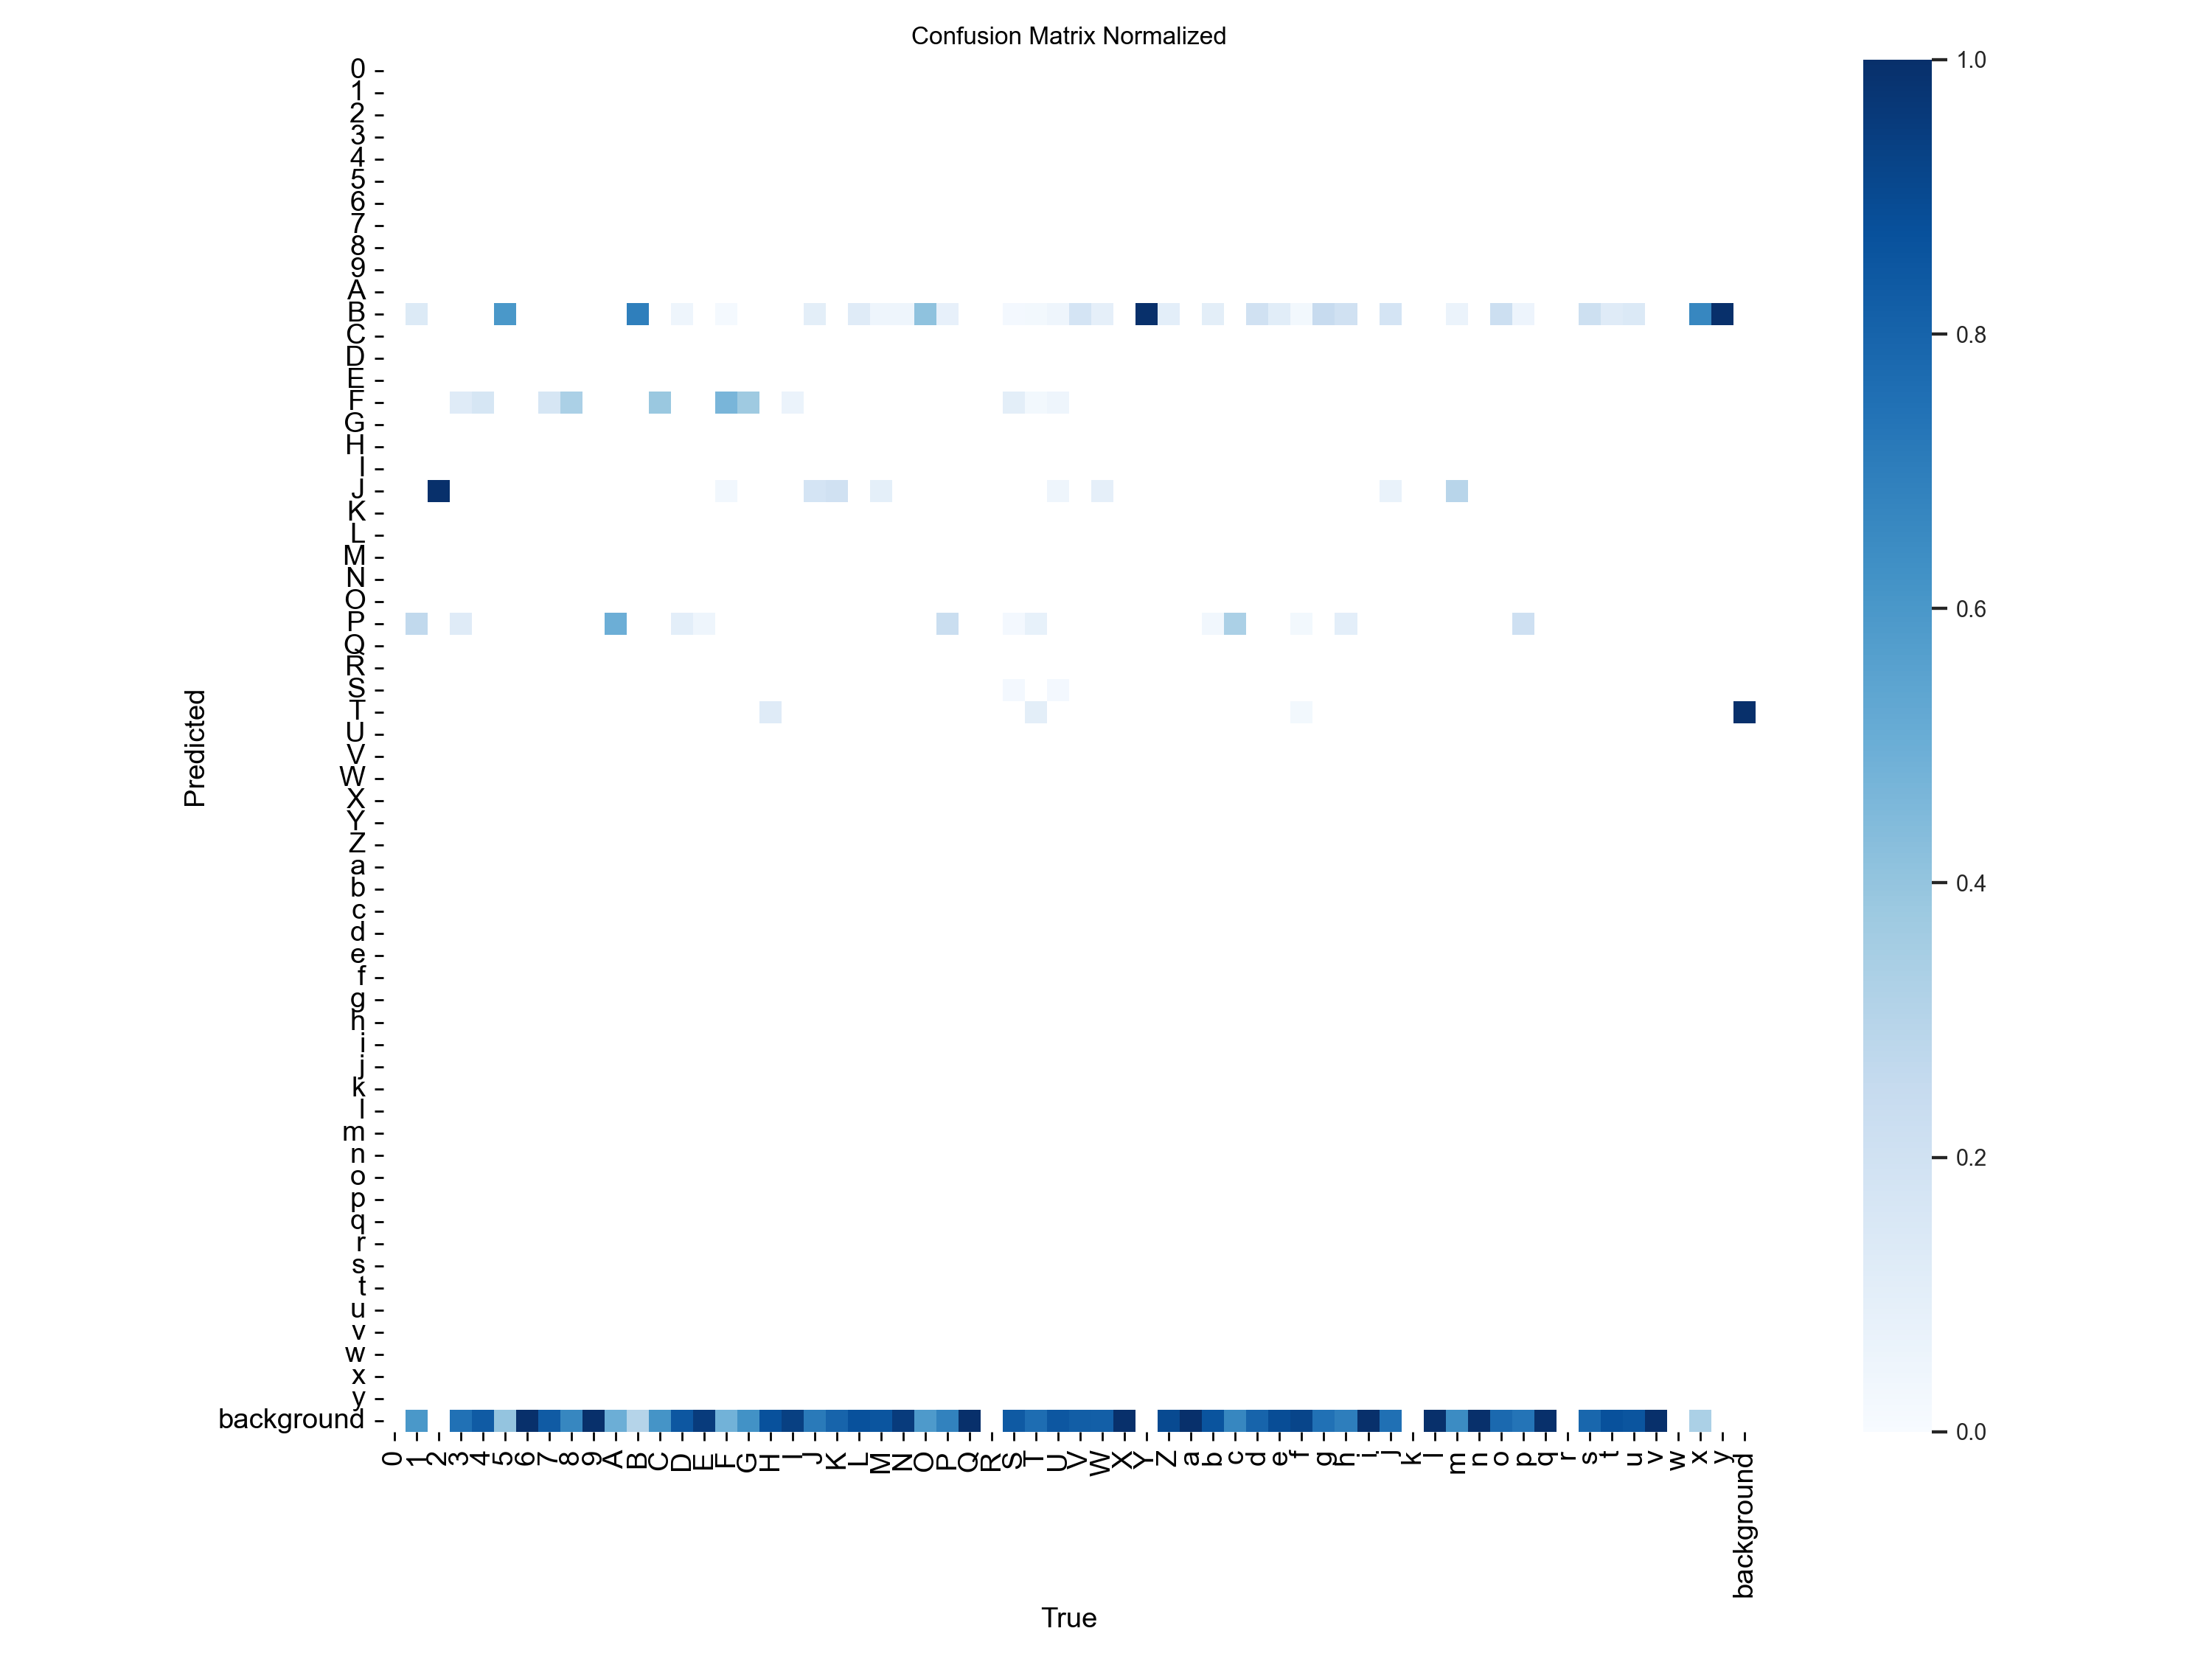 Confusion Matrix Normalized
0
1
2
3
4
5
6
7
8
9
A
B
C
D
E
F
G
H
I
J
K
L
M
N
O
P
Q
R
S
T
U
V
W
X
Y
Z
a
b
c
d
e
f
g
h
i
j
k
l
m
n
o
p
q
r
s
t
u
v
w
x
y
background
Predicted
0 1 2 3 4 5 6 7 8 9 A B C D E F G H I J K L M N O P Q R S T U V W X Y Z a b c d e f g h i j k l m n o p q r s t u v w x y background
True
1.0
0.8
0.6
0.4
0.2
0.0